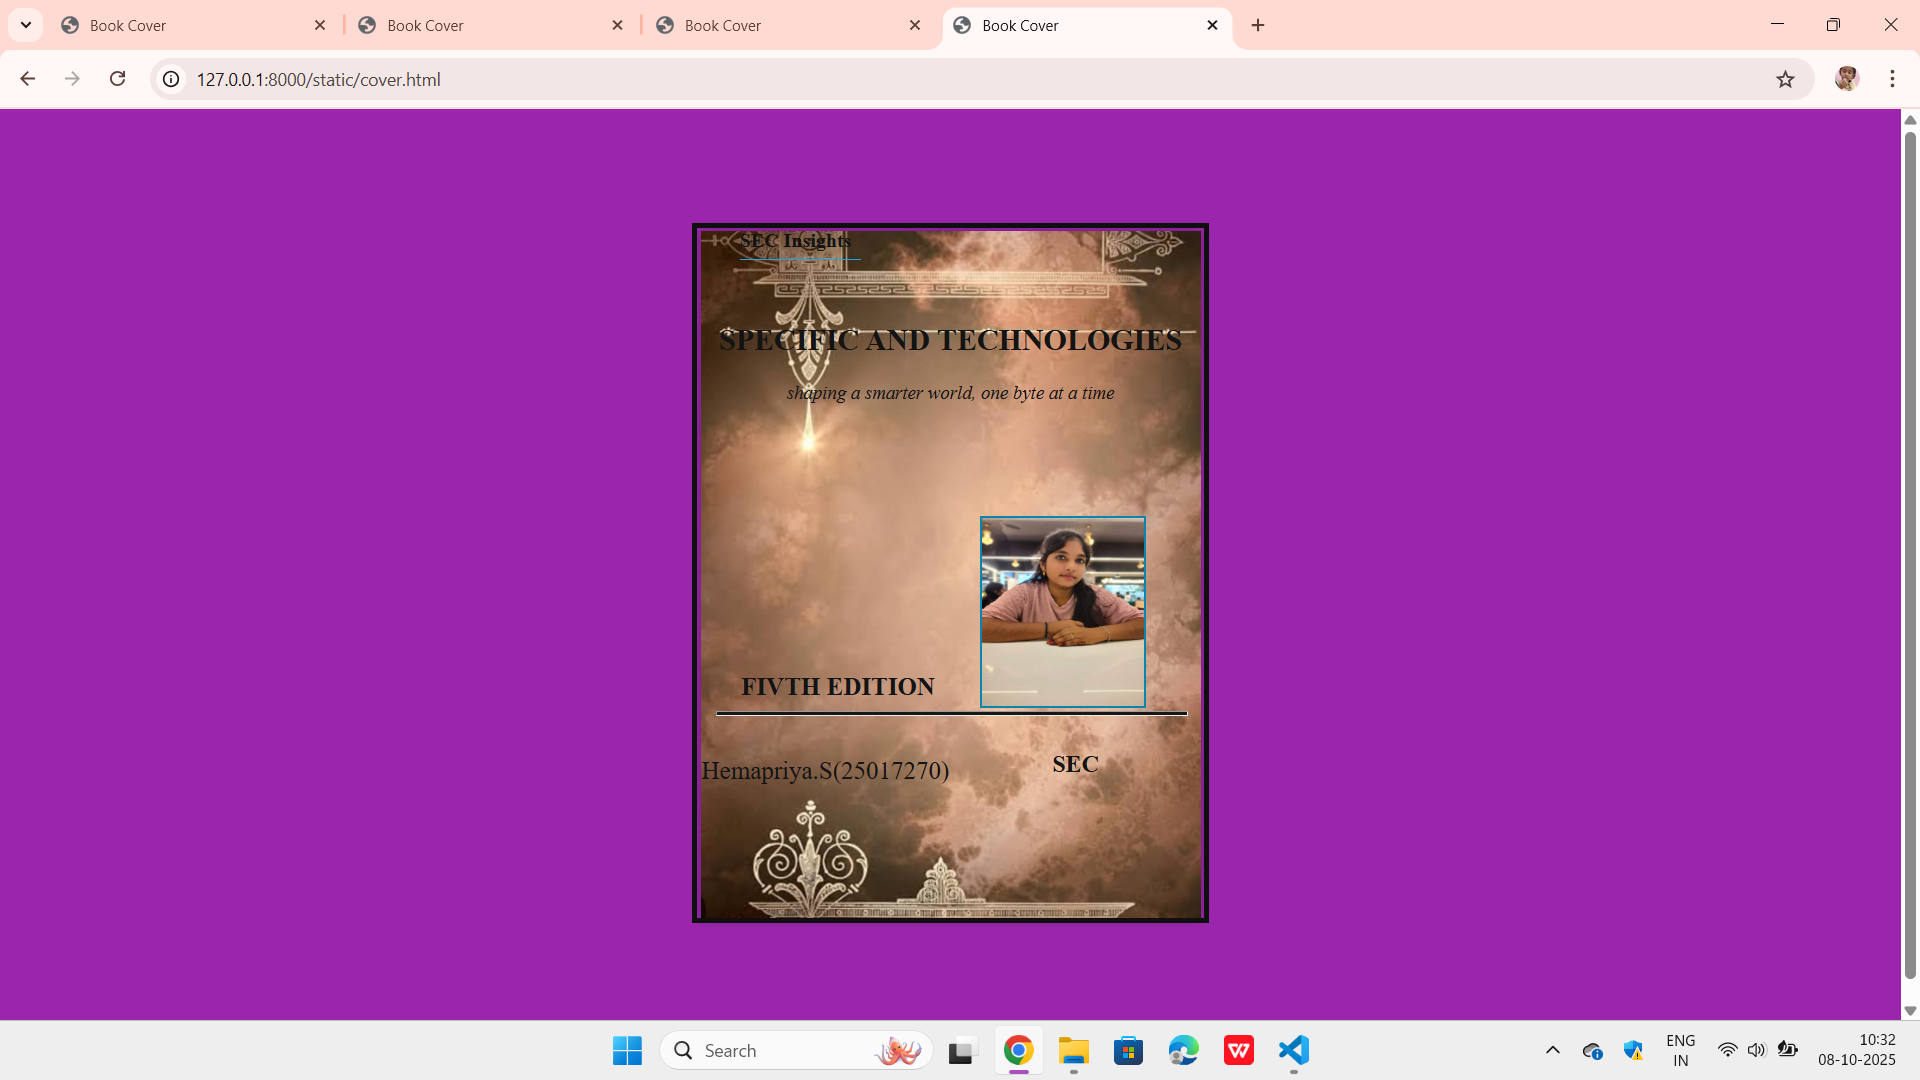 Book Cover
Book Cover
Book Cover
Book Cover
127.0.0.1:8000/static/cover.html
SEC Insights
SPECIFIC AND TECHNOLOGIES
shaping a smarter world, one byte at a time
FIVTH EDITION
Hemapriya.S(25017270)
SEC
Search
ENG
IN
10:32
08-10-2025